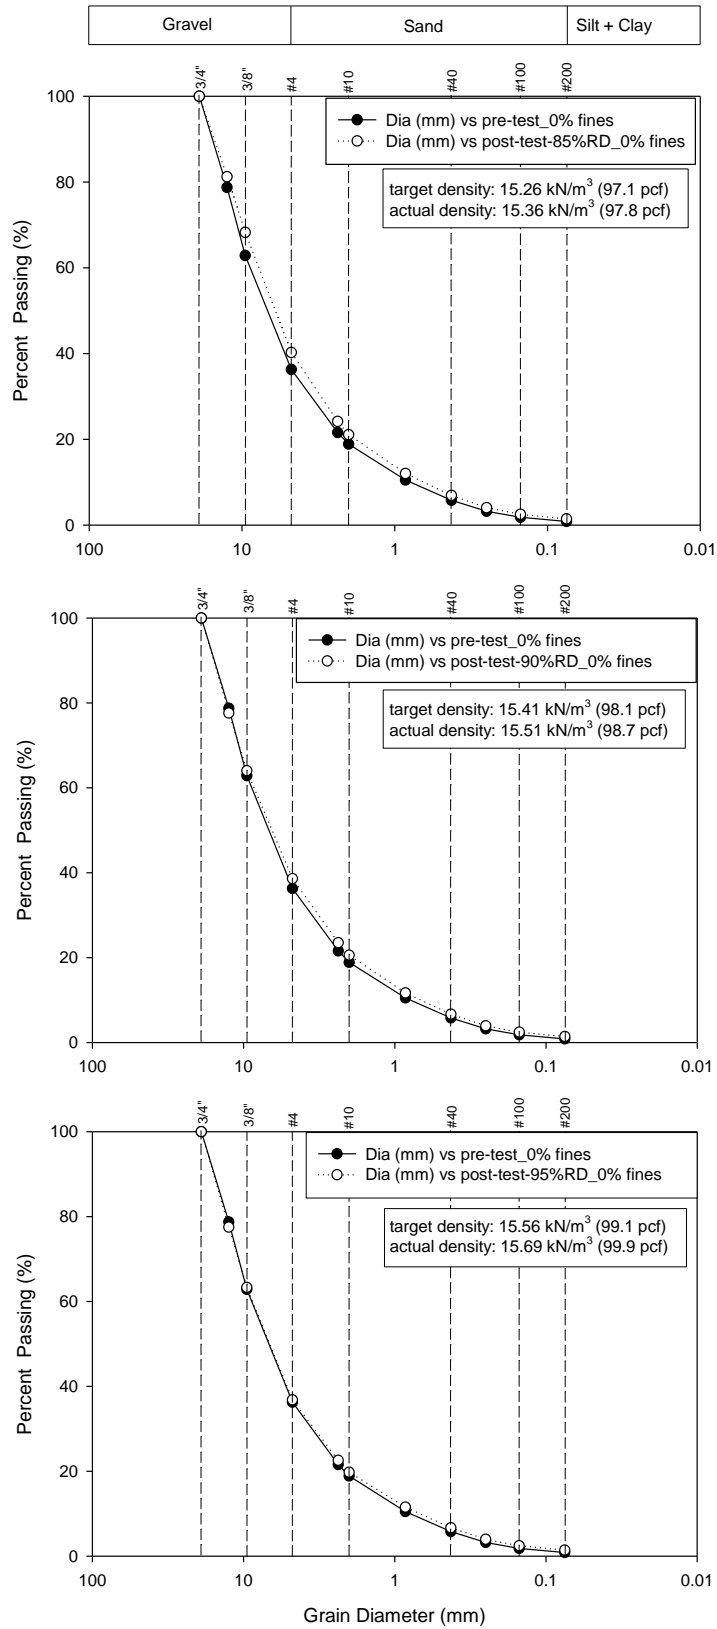 Gravel Sand Silt + Clay
3/4" 3/8" #4 #10 #40 #100 #200
Dia (mm) vs pre-test_0% fines
Dia (mm) vs post-test-85%RD_0% fines
target density: 15.26 kN/m³ (97.1 pcf)
actual density: 15.36 kN/m³ (97.8 pcf)
Percent Passing (%)
100
80
60
40
20
0
100 10 1 0.1 0.01
3/4" 3/8" #4 #10 #40 #100 #200
Dia (mm) vs pre-test_0% fines
Dia (mm) vs post-test-90%RD_0% fines
target density: 15.41 kN/m³ (98.1 pcf)
actual density: 15.51 kN/m³ (98.7 pcf)
Percent Passing (%)
100
80
60
40
20
0
100 10 1 0.1 0.01
3/4" 3/8" #4 #10 #40 #100 #200
Dia (mm) vs pre-test_0% fines
Dia (mm) vs post-test-95%RD_0% fines
target density: 15.56 kN/m³ (99.1 pcf)
actual density: 15.69 kN/m³ (99.9 pcf)
Percent Passing (%)
100
80
60
40
20
0
100 10 1 0.1 0.01
Grain Diameter (mm)